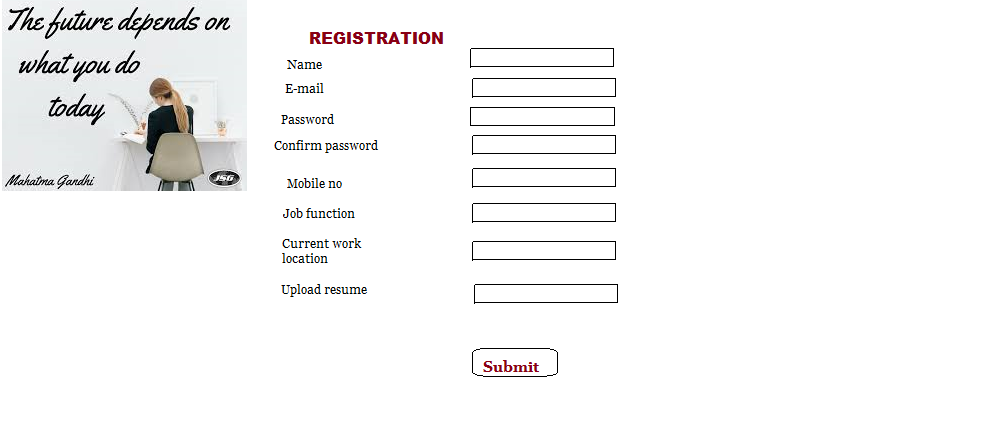 The future depends on
what you do
today
Mahatma Gandhi
JSG
REGISTRATION
Name
E-mail
Password
Confirm password
Mobile no
Job function
Current work
location
Upload resume
Submit